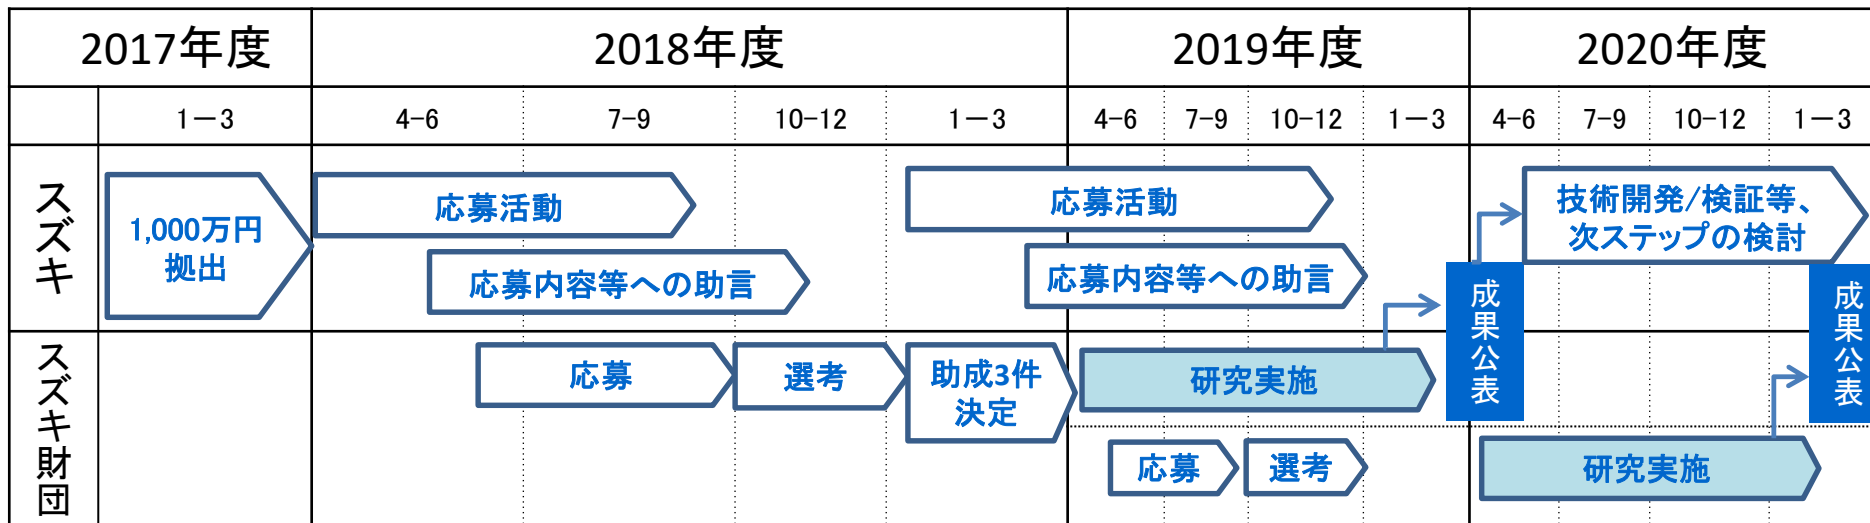 2017年度
2018年度
2019年度
2020年度
1－3
4-6
7-9
10-12
1－3
4-6
7-9
10-12
1－3
4-6
7-9
10-12
1－3
スズキ
1,000万円
拠出
応募活動
応募内容等への助言
応募活動
応募内容等への助言
技術開発/検証等、
次ステップの検討
成果公表
成果公表
スズキ財団
応募
選考
助成3件
決定
研究実施
応募
選考
研究実施